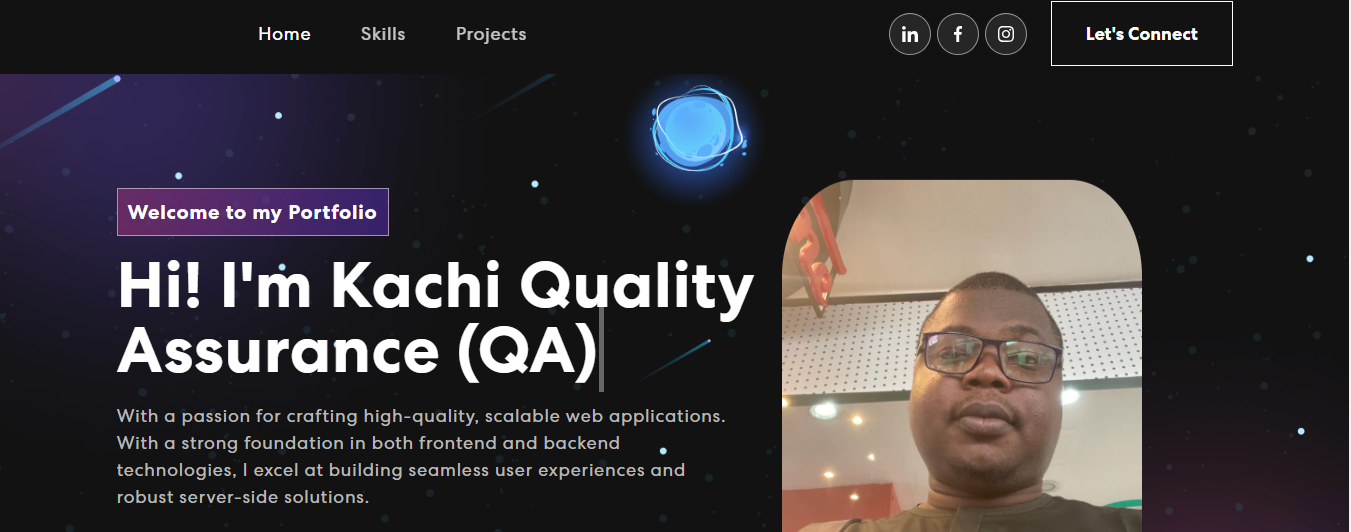 Home
Skills
Projects
Let's Connect
Welcome to my Portfolio
Hi! I'm Kachi Quality
Assurance (QA)
With a passion for crafting high-quality, scalable web applications.
With a strong foundation in both frontend and backend
technologies, I excel at building seamless user experiences and
robust server-side solutions.